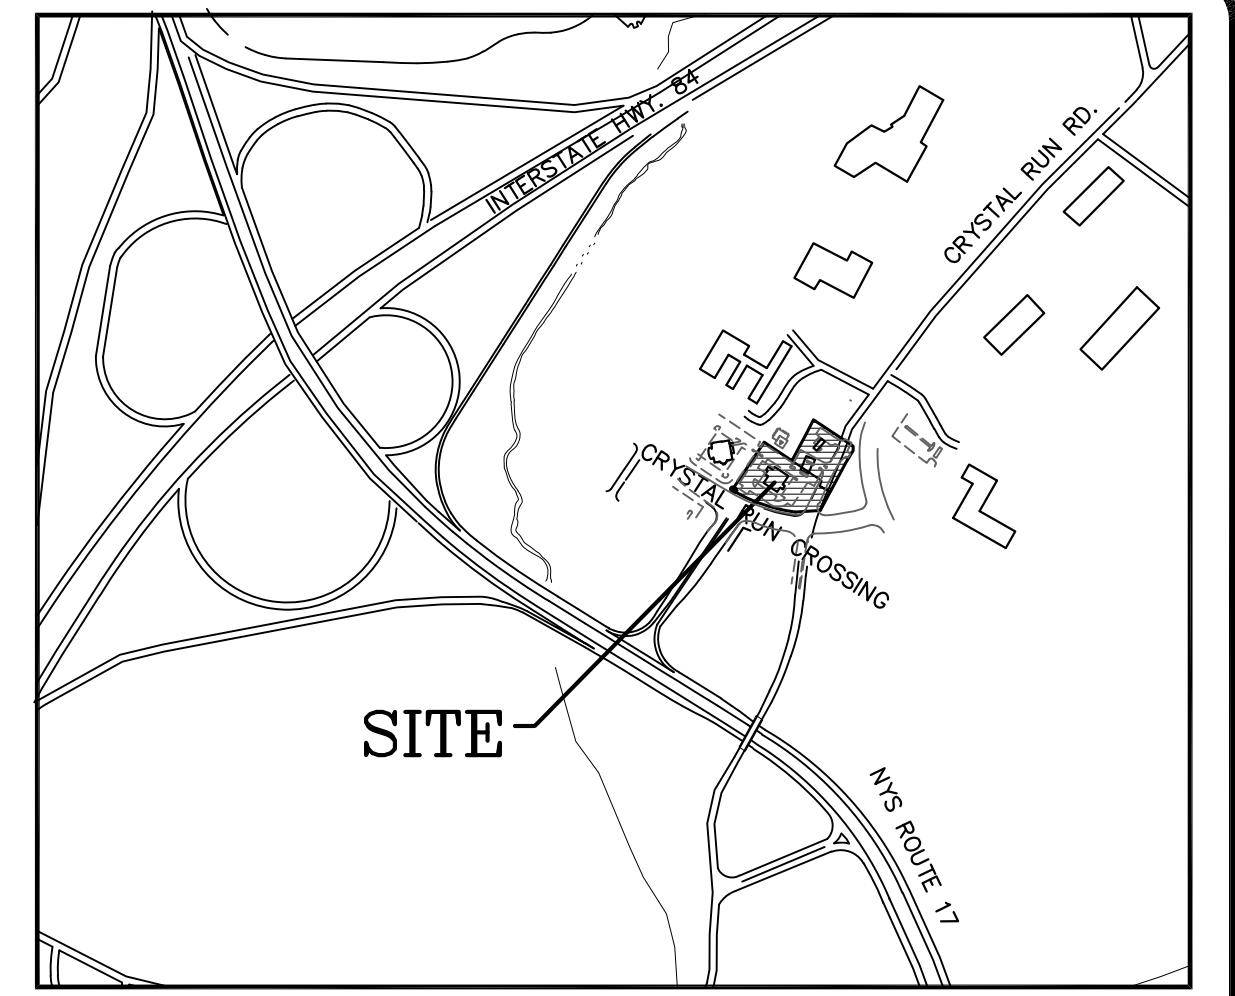 INTERSTATE HWY. 84
CRYSTAL RUN RD.
CRYSTAL RUN CROSSING
SITE
NYS ROUTE 17